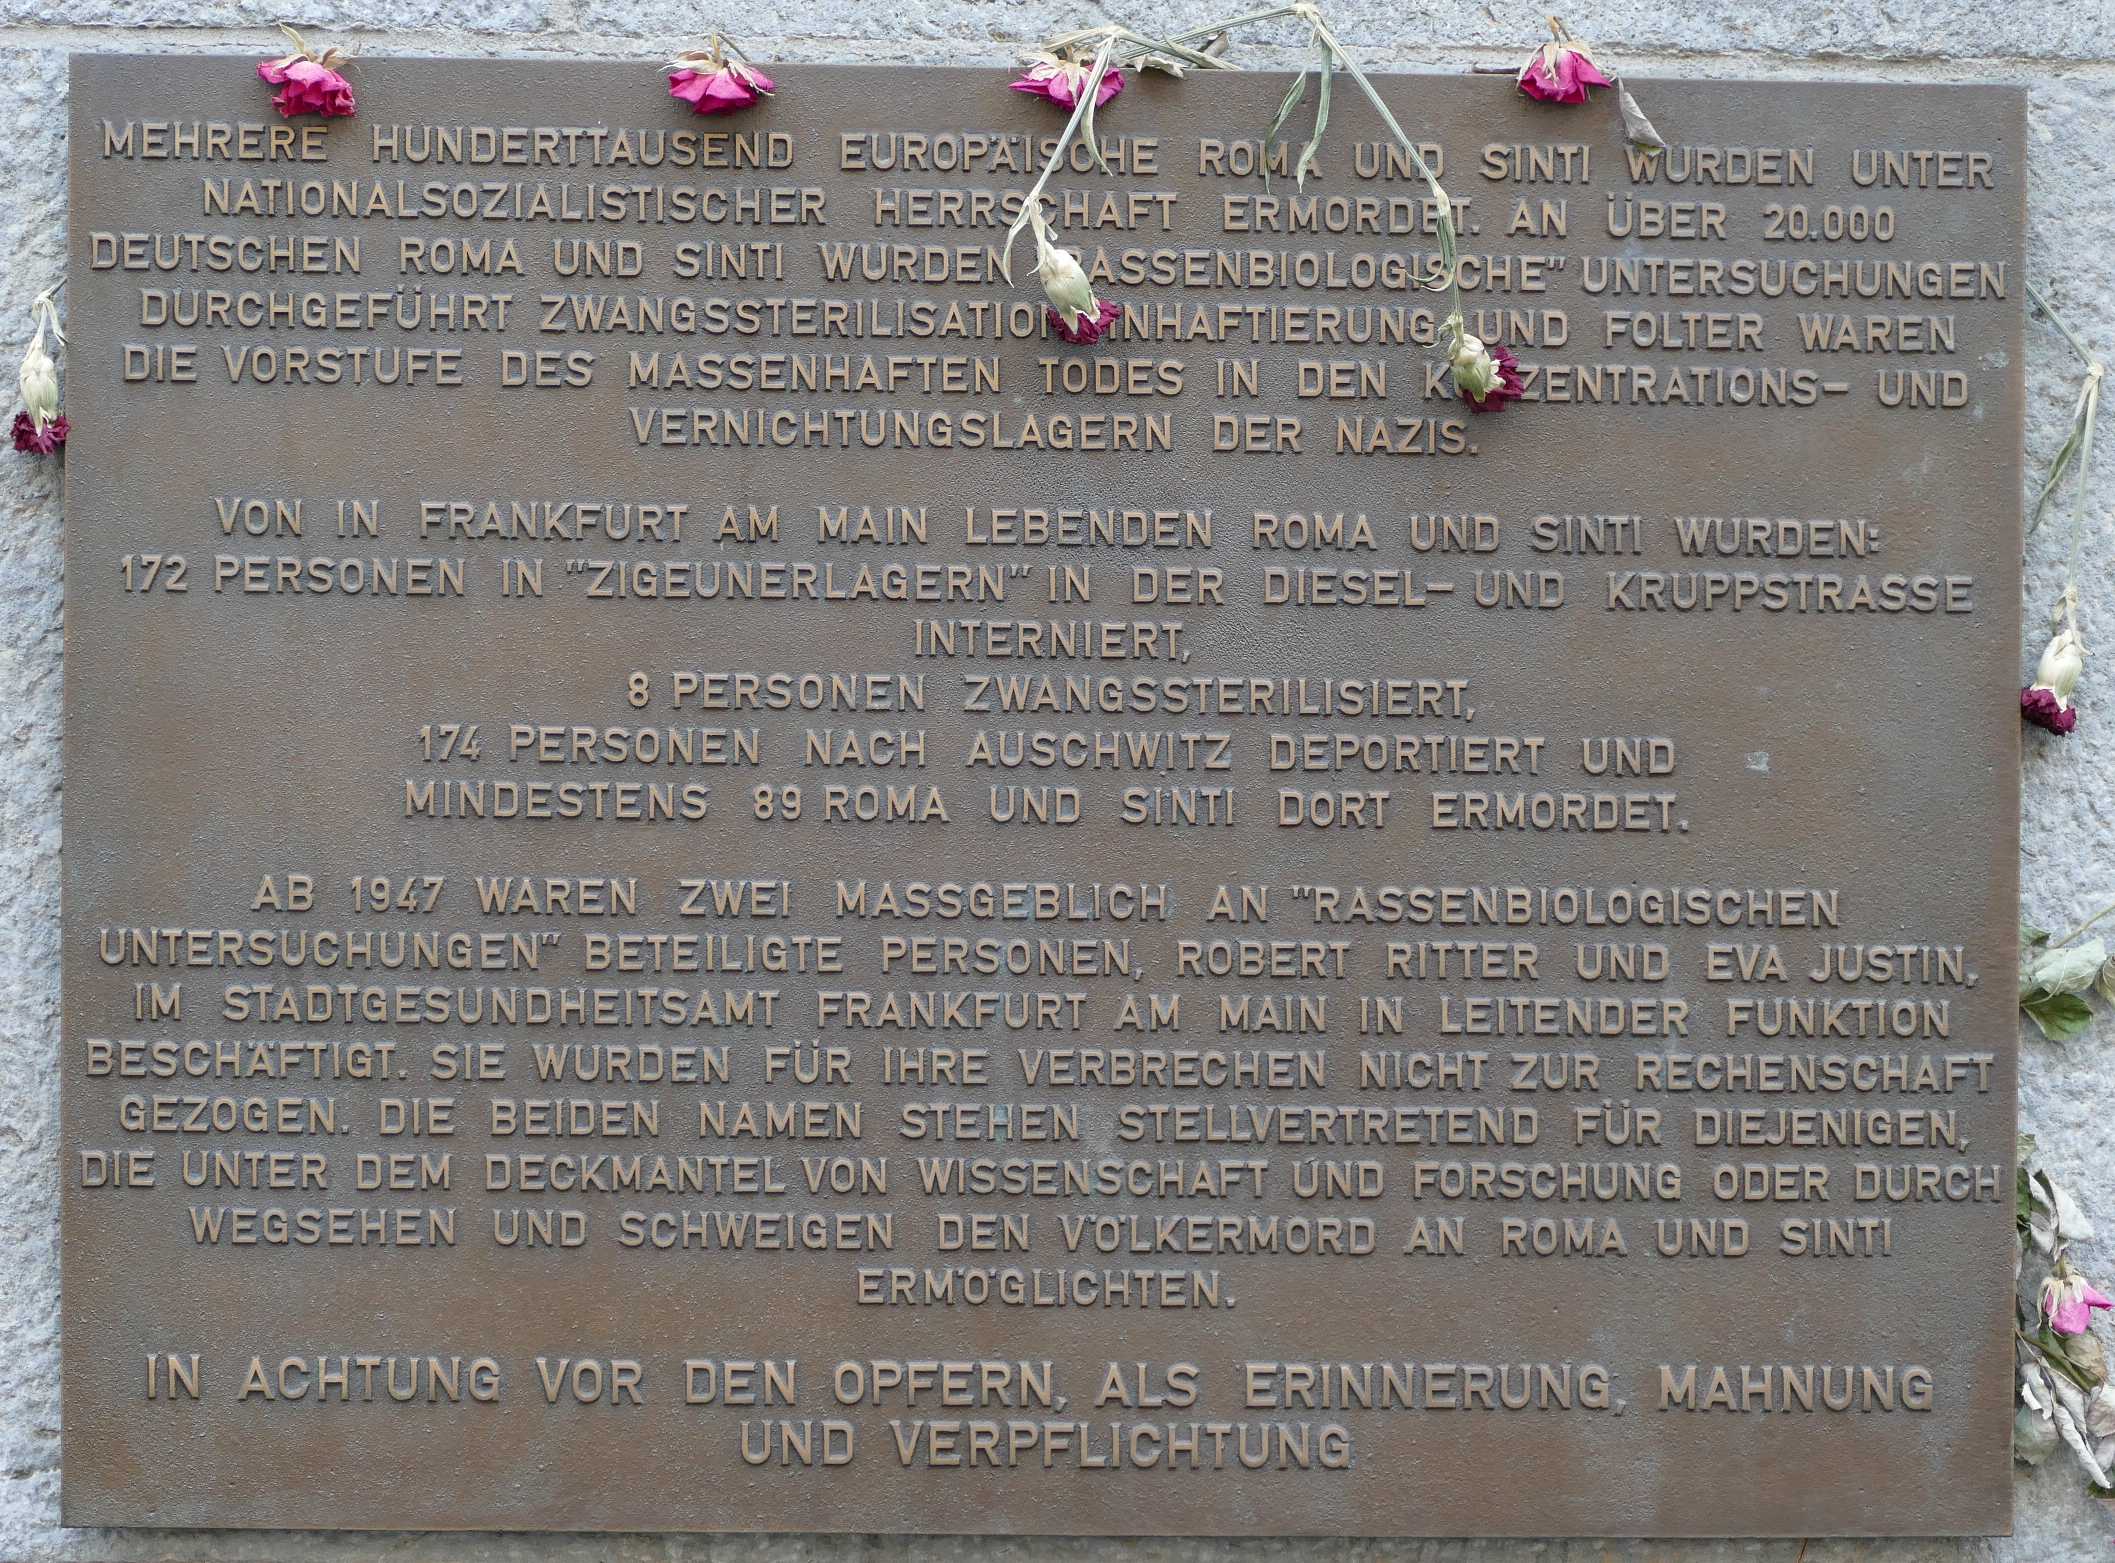 MEHRERE HUNDERTTAUSEND EUROPÄISCHE ROMA UND SINTI WURDEN UNTER
NATIONALSOZIALISTISCHER HERRSCHAFT ERMORDET. AN ÜBER 20.000
DEUTSCHEN ROMA UND SINTI WURDEN "RASSENBIOLOGISCHE" UNTERSUCHUNGEN
DURCHGEFÜHRT ZWANGSSTERILISATION INHAFTIERUNG UND FOLTER WAREN
DIE VORSTUFE DES MASSENHAFTEN TODES IN DEN KONZENTRATIONS- UND
VERNICHTUNGSLAGERN DER NAZIS.
VON IN FRANKFURT AM MAIN LEBENDEN ROMA UND SINTI WURDEN:
172 PERSONEN IN "ZIGEUNERLAGERN" IN DER DIESEL- UND KRUPPSTRASSE
INTERNIERT,
8 PERSONEN ZWANGSSTERILISIERT,
174 PERSONEN NACH AUSCHWITZ DEPORTIERT UND
MINDESTENS 89 ROMA UND SINTI DORT ERMORDET.
AB 1947 WAREN ZWEI MASSGEBLICH AN "RASSENBIOLOGISCHEN
UNTERSUCHUNGEN" BETEILIGTE PERSONEN, ROBERT RITTER UND EVA JUSTIN,
IM STADTGESUNDHEITSAMT FRANKFURT AM MAIN IN LEITENDER FUNKTION
BESCHÄFTIGT. SIE WURDEN FÜR IHRE VERBRECHEN NICHT ZUR RECHENSCHAFT
GEZOGEN. DIE BEIDEN NAMEN STEHEN STELLVERTRETEND FÜR DIEJENIGEN,
DIE UNTER DEM DECKMANTEL VON WISSENSCHAFT UND FORSCHUNG ODER DURCH
WEGSEHEN UND SCHWEIGEN DEN VÖLKERMORD AN ROMA UND SINTI
ERMÖGLICHTEN.
IN ACHTUNG VOR DEN OPFERN, ALS ERINNERUNG, MAHNUNG
UND VERPFLICHTUNG